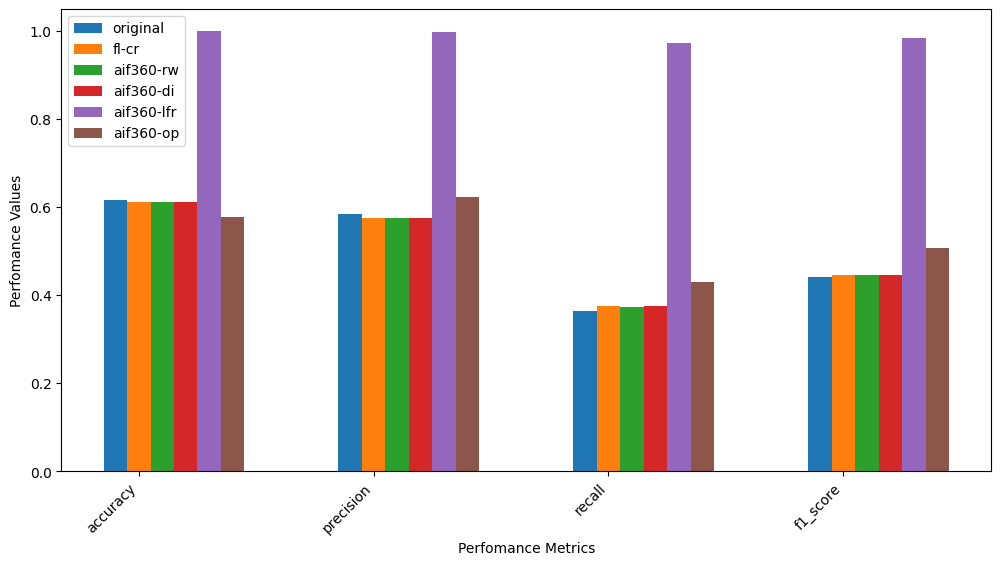 original
fl-cr
aif360-rw
aif360-di
aif360-lfr
aif360-op
1.0
0.8
0.6
0.4
0.2
0.0
Perfomance Values
accuracy
precision
recall
f1_score
Perfomance Metrics